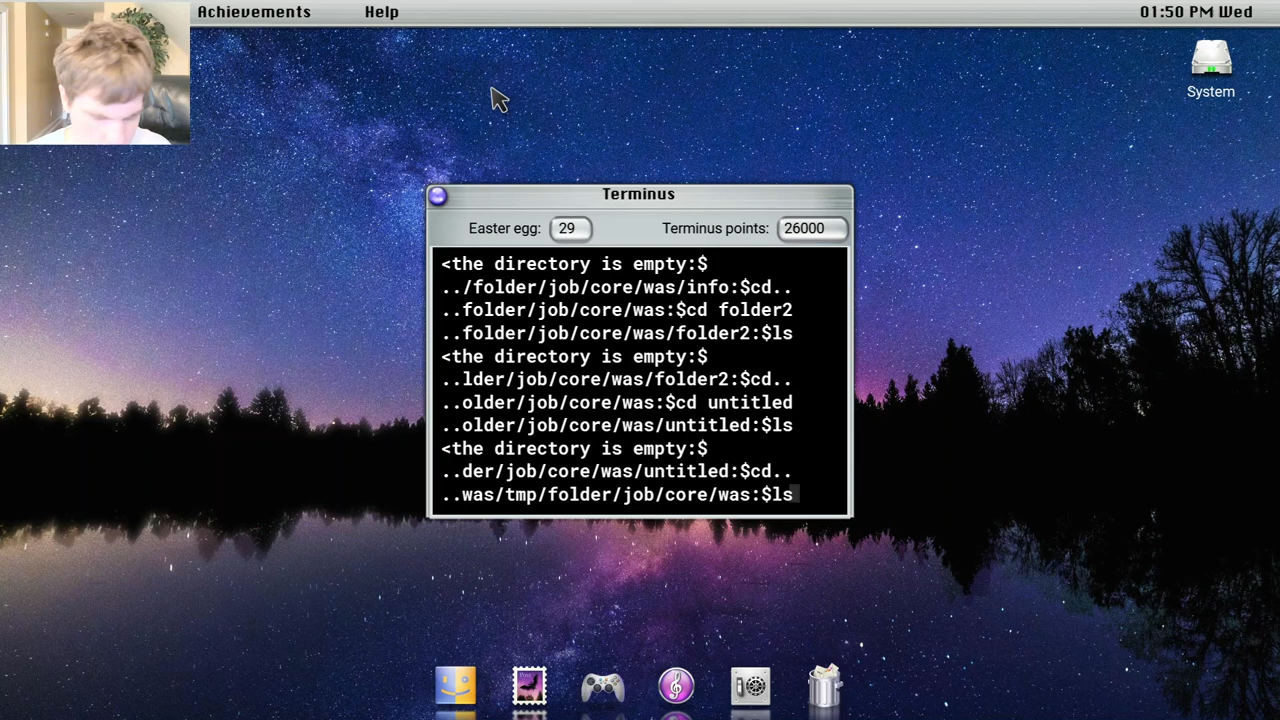 Achievements Help 01:50 PM Wed
System
Terminus
Easter egg: 29 Terminus points: 26000
<the directory is empty:$
../folder/job/core/was/info:$cd..
..folder/job/core/was:$cd folder2
..folder/job/core/was/folder2:$ls
<the directory is empty:$
..lder/job/core/was/folder2:$cd..
..older/job/core/was:$cd untitled
..older/job/core/was/untitled:$ls
<the directory is empty:$
..der/job/core/was/untitled:$cd..
..was/tmp/folder/job/core/was:$ls